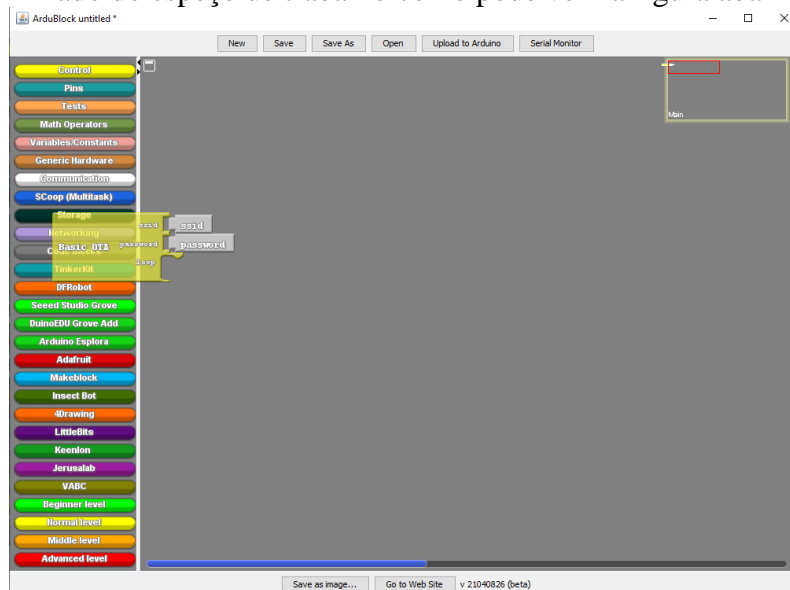 ArduBlock untitled *
New Save Save As Open Upload to Arduino Serial Monitor
Control
Pins
Tests
Math Operators
Variables/Constants
Generic Hardware
Communication
SCoop (Multitask)
Storage
Networking
Code Blocks
TinkerKit
DFRobot
Seeed Studio Grove
DuinoEDU Grove Add
Arduino Esplora
Adafruit
Makeblock
Insect Bot
4Drawing
LittleBits
Keenlon
Jerusalab
VABC
Beginner level
Normal level
Middle level
Advanced level
Basic OTA
ssid ssid
password password
loop
Main
Save as image... Go to Web Site v 21040826 (beta)